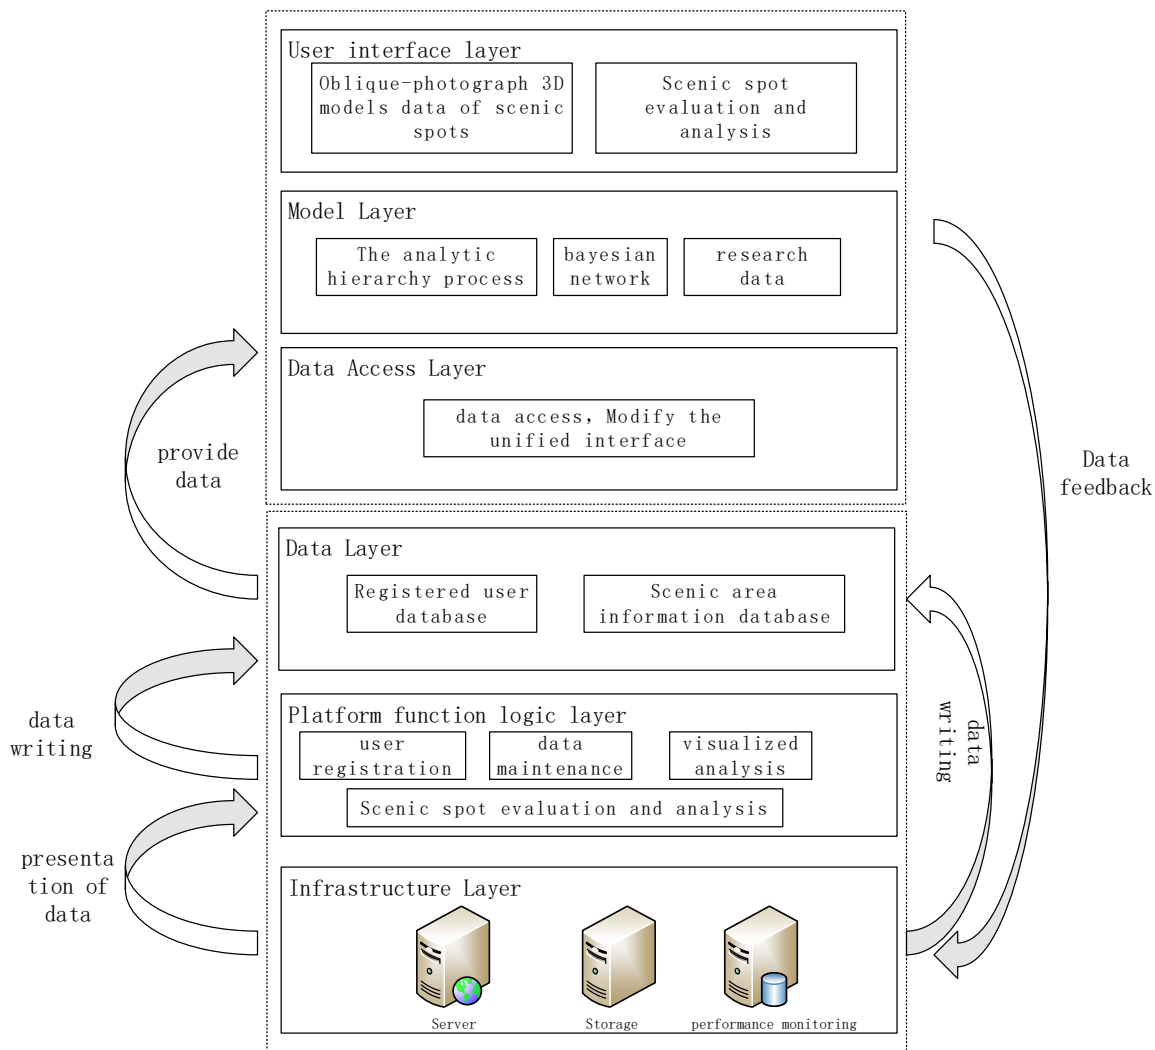 User interface layer
Oblique-photograph 3D
models data of scenic
spots
Scenic spot
evaluation and
analysis
Model Layer
The analytic
hierarchy process
bayesian
network
research
data
Data Access Layer
data access, Modify the
unified interface
provide
data
Data
feedback
Data Layer
Registered user
database
Scenic area
information database
data
writing
data
writing
Platform function logic layer
user
registration
data
maintenance
visualized
analysis
Scenic spot evaluation and analysis
presenta
tion of
data
Infrastructure Layer
Server
Storage
performance monitoring